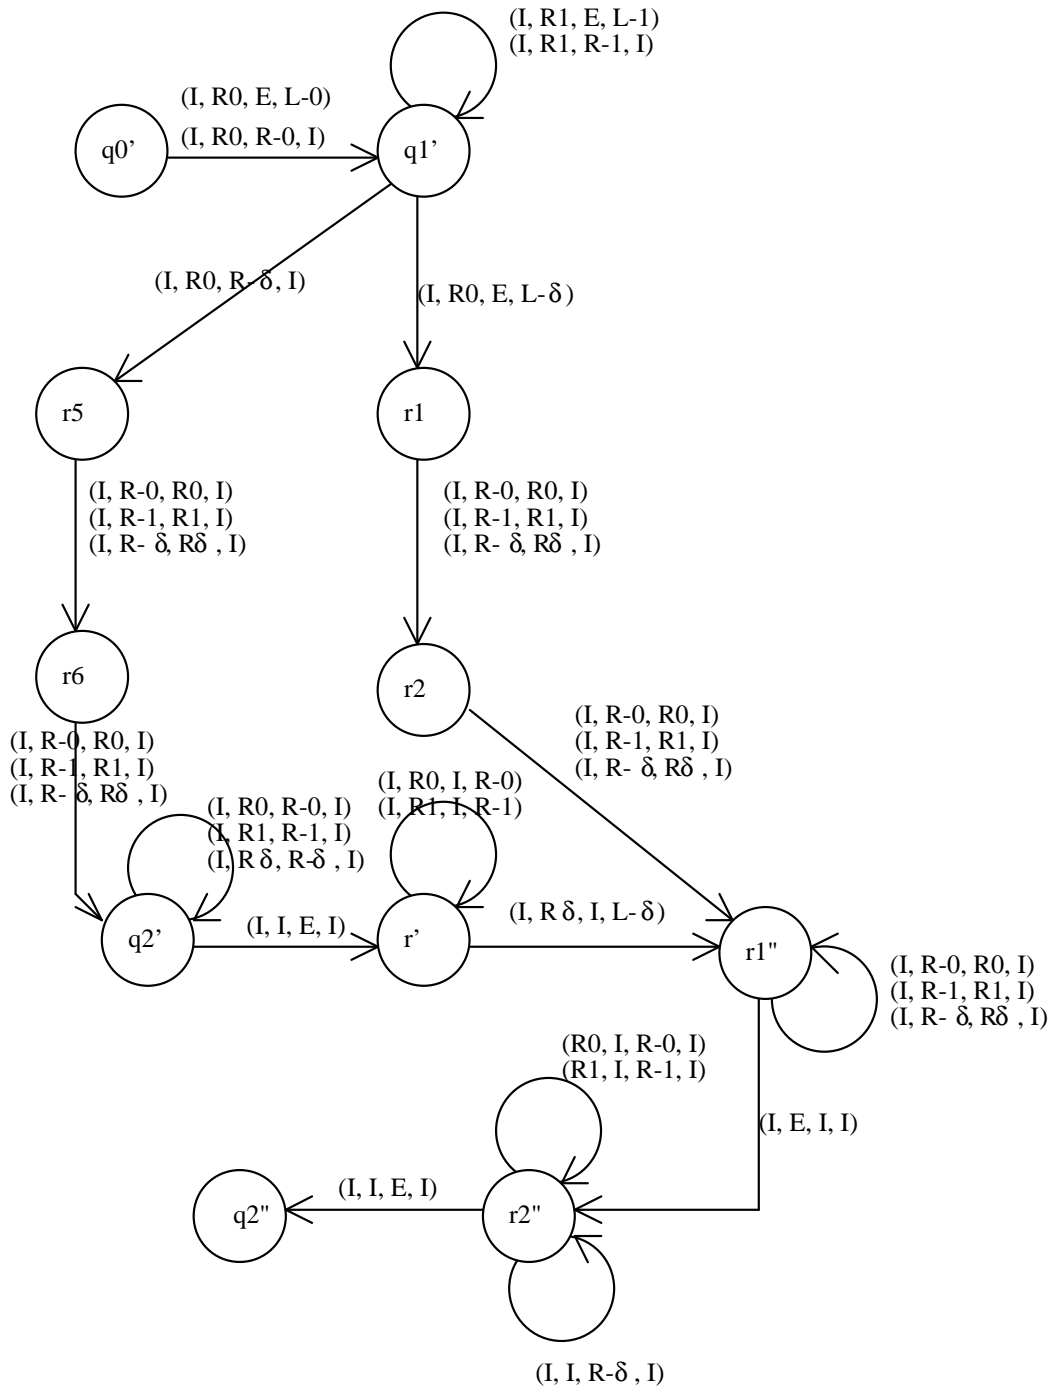 (I, R1, E, L-1)
(I, R1, R-1, I)
(I, R0, E, L-0)
(I, R0, R-0, I)
q0’
q1’
(I, R0, R-δ, I)
(I, R0, E, L-δ)
r5
r1
(I, R-0, R0, I)
(I, R-1, R1, I)
(I, R- δ, Rδ , I)
(I, R-0, R0, I)
(I, R-1, R1, I)
(I, R- δ, Rδ , I)
r6
r2
(I, R-0, R0, I)
(I, R-1, R1, I)
(I, R- δ, Rδ , I)
(I, R-0, R0, I)
(I, R-1, R1, I)
(I, R- δ, Rδ , I)
(I, R0, R-0, I)
(I, R1, R-1, I)
(I, R δ, R-δ , I)
(I, R0, I, R-0)
(I, R1, I, R-1)
q2’
(I, I, E, I)
r’
(I, R δ, I, L-δ)
r1"
(I, R-0, R0, I)
(I, R-1, R1, I)
(I, R- δ, Rδ , I)
(R0, I, R-0, I)
(R1, I, R-1, I)
(I, E, I, I)
(I, I, E, I)
q2"
r2"
(I, I, R-δ , I)